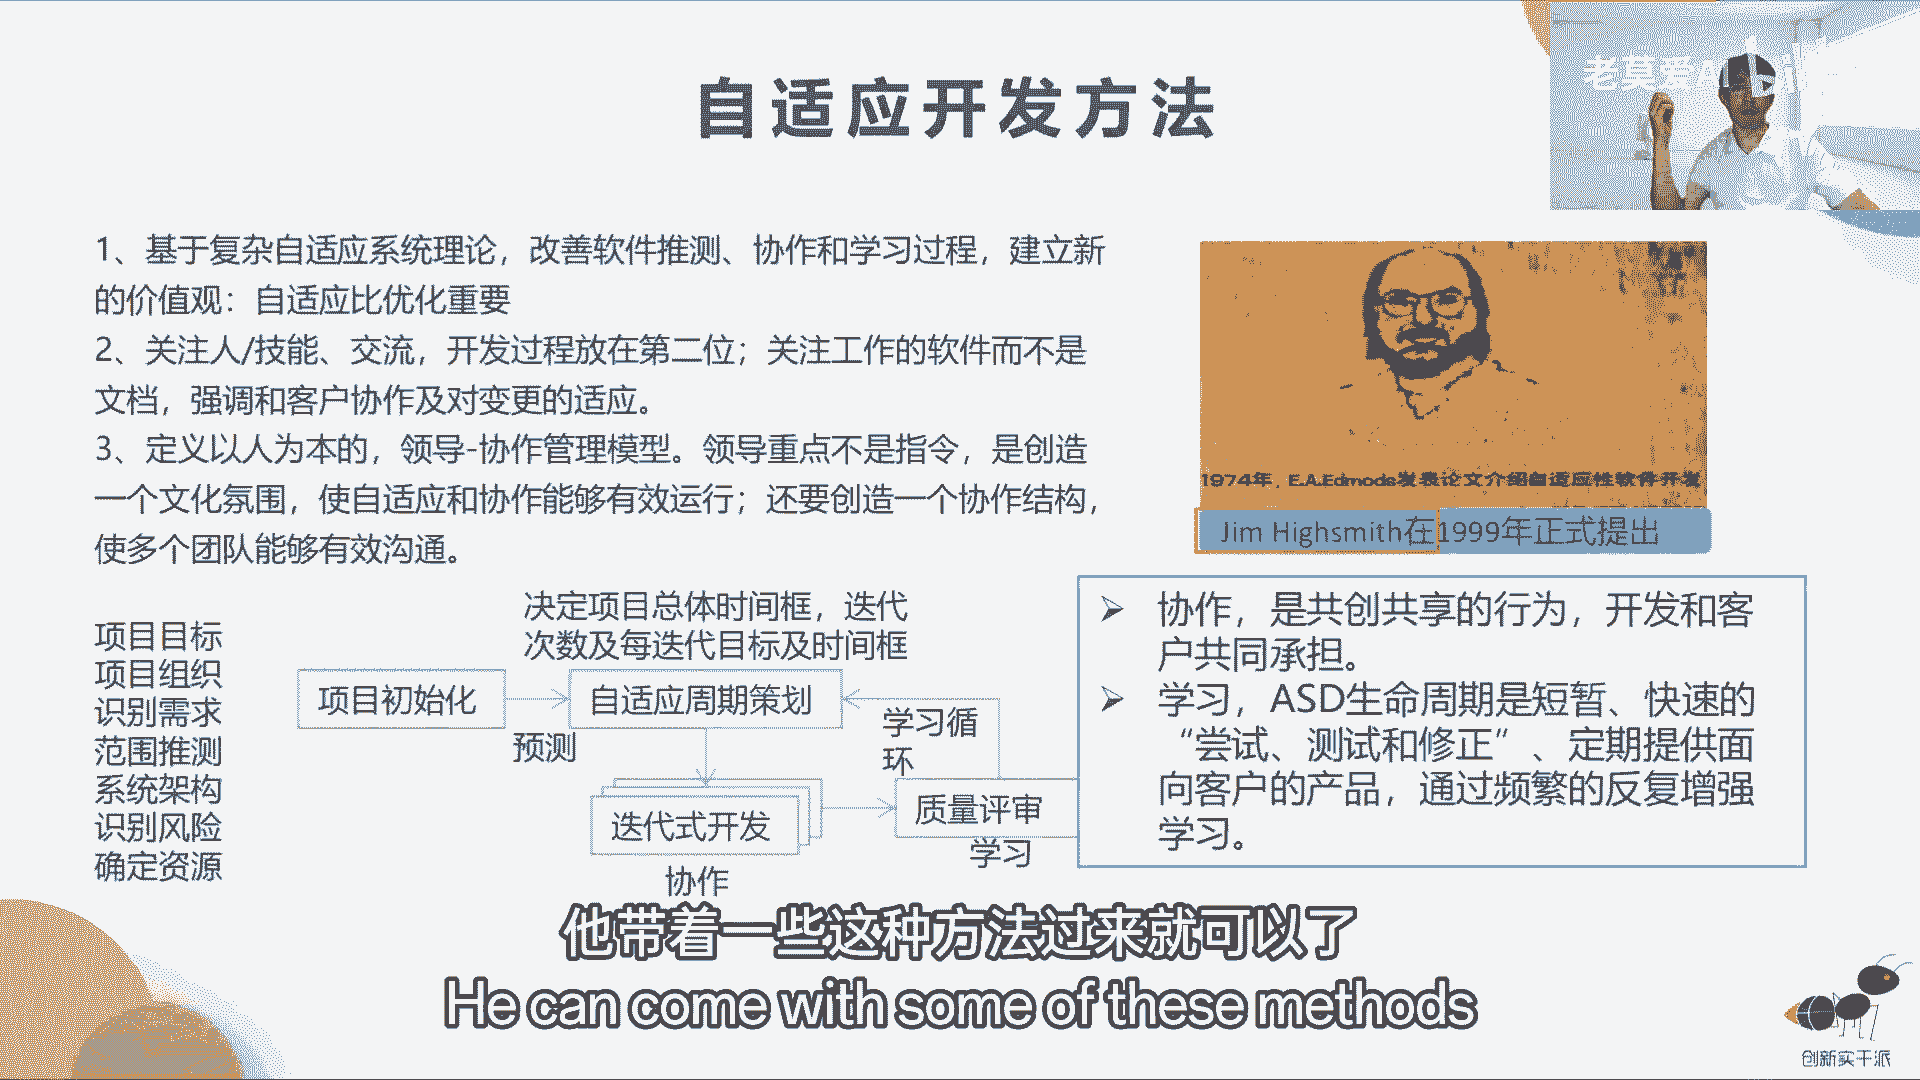 自适应开发方法
老莫爱A
1、基于复杂自适应系统理论，改善软件推测、协作和学习过程，建立新
的价值观：自适应比优化重要
2、关注人/技能、交流，开发过程放在第二位；关注工作的软件而不是
文档，强调和客户协作及对变更的适应。
3、定义以人为本的，领导-协作管理模型。领导重点不是指令，是创造
一个文化氛围，使自适应和协作能够有效运行；还要创造一个协作结构，
使多个团队能够有效沟通。
1974年，E.A.Edmods发表论文介绍自适应性软件开发
Jim Highsmith在1999年正式提出
项目目标
项目组织
识别需求
范围推测
系统架构
识别风险
确定资源
决定项目总体时间框，迭代
次数及每迭代目标及时间框
项目初始化
自适应周期策划
预测
学习循
环
迭代式开发
质量评审
学习
协作
协作，是共创共享的行为，开发和客
户共同承担。
学习，ASD生命周期是短暂、快速的
“尝试、测试和修正”、定期提供面
向客户的产品，通过频繁的反复增强
学习。
他带着一些这种方法过来就可以了
He can come with some of these methods
创新实干派